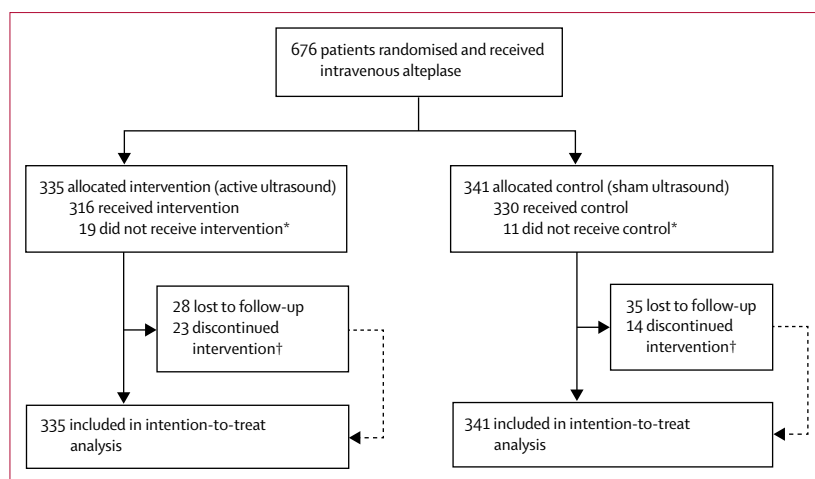 676 patients randomised and received
intravenous alteplase
335 allocated intervention (active ultrasound)
316 received intervention
19 did not receive intervention*
341 allocated control (sham ultrasound)
330 received control
11 did not receive control*
28 lost to follow-up
23 discontinued
intervention†
35 lost to follow-up
14 discontinued
intervention†
335 included in intention-to-treat
analysis
341 included in intention-to-treat
analysis